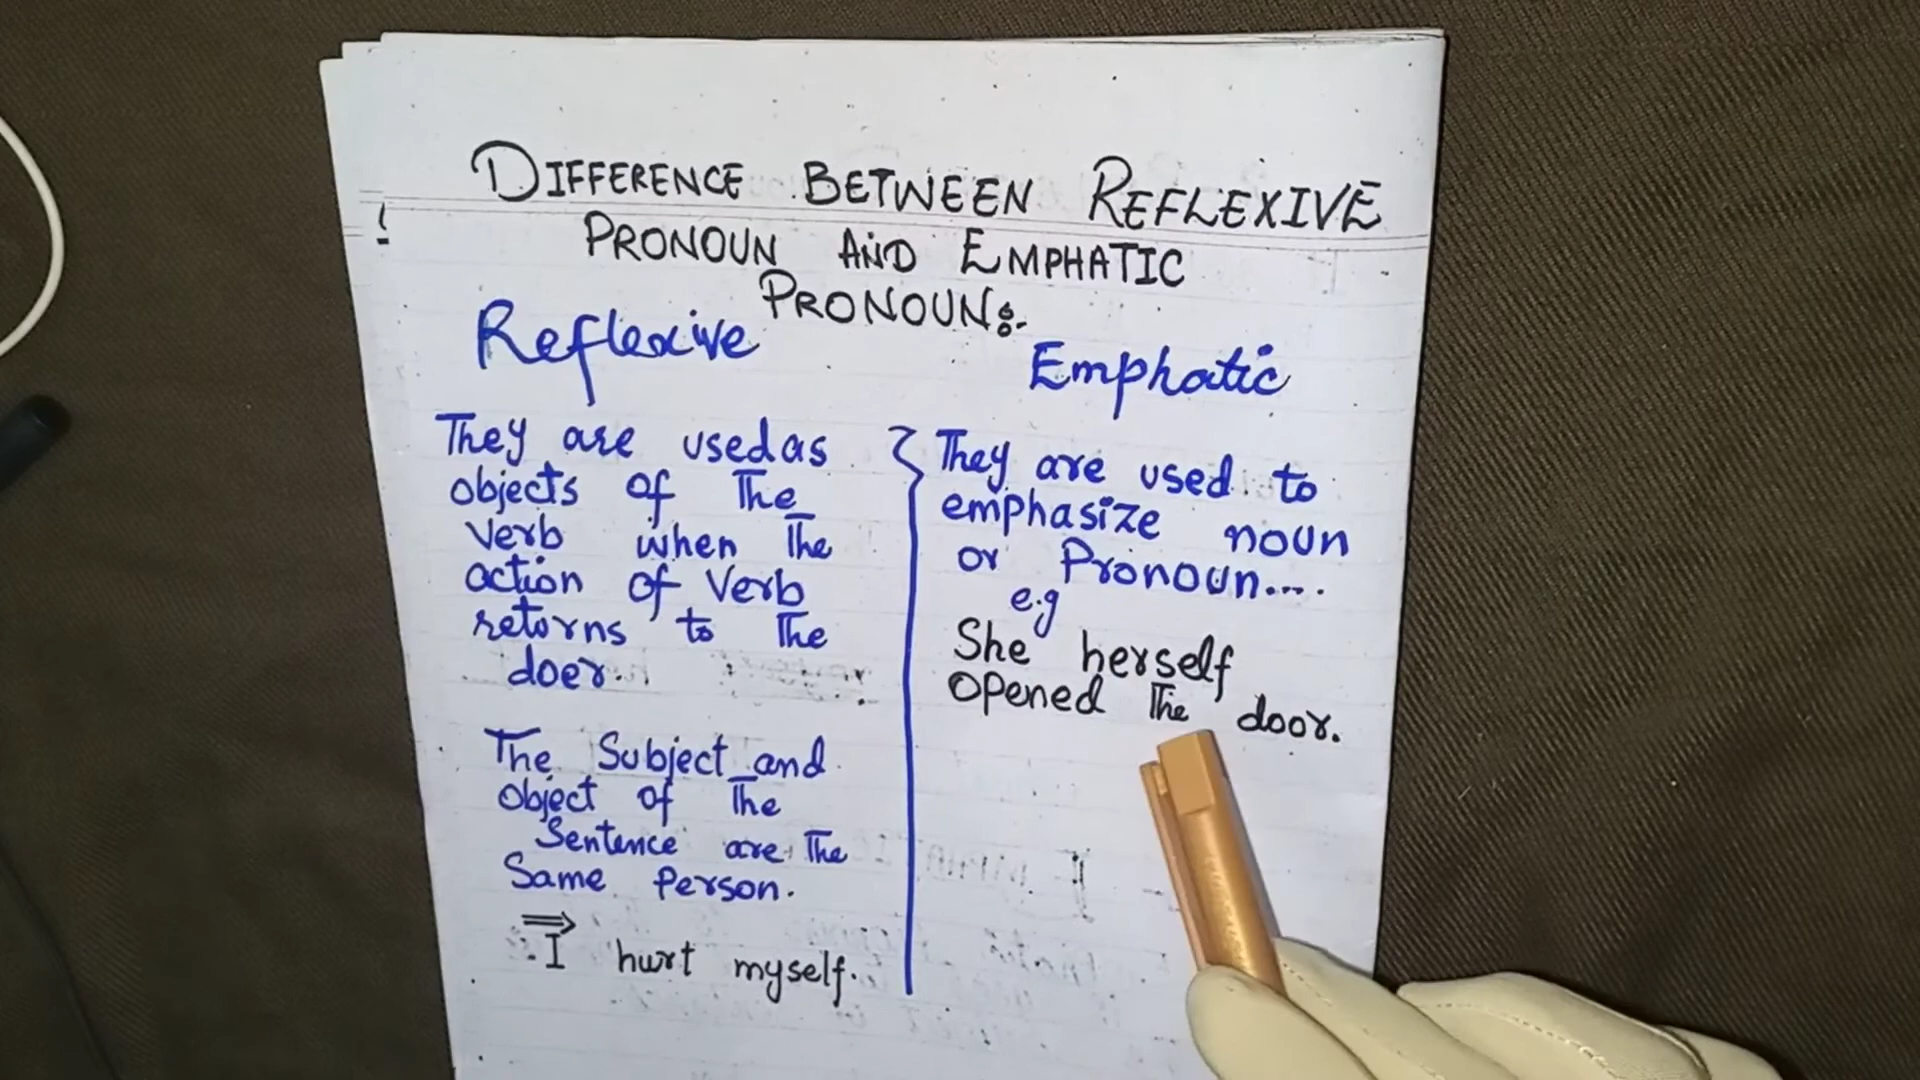 DIFFERENCE BETWEEN REFLEXIVE
PRONOUN AND EMPHATIC
PRONOUN:-
Reflexive
They are used as
objects of The
Verb when The
action of Verb
returns to The
doer.
The Subject and
object of The
Sentence are The
Same Person.
⇒
I hurt myself.
Emphatic
They are used to
emphasize noun
or Pronoun....
e.g
She herself
opened The door.